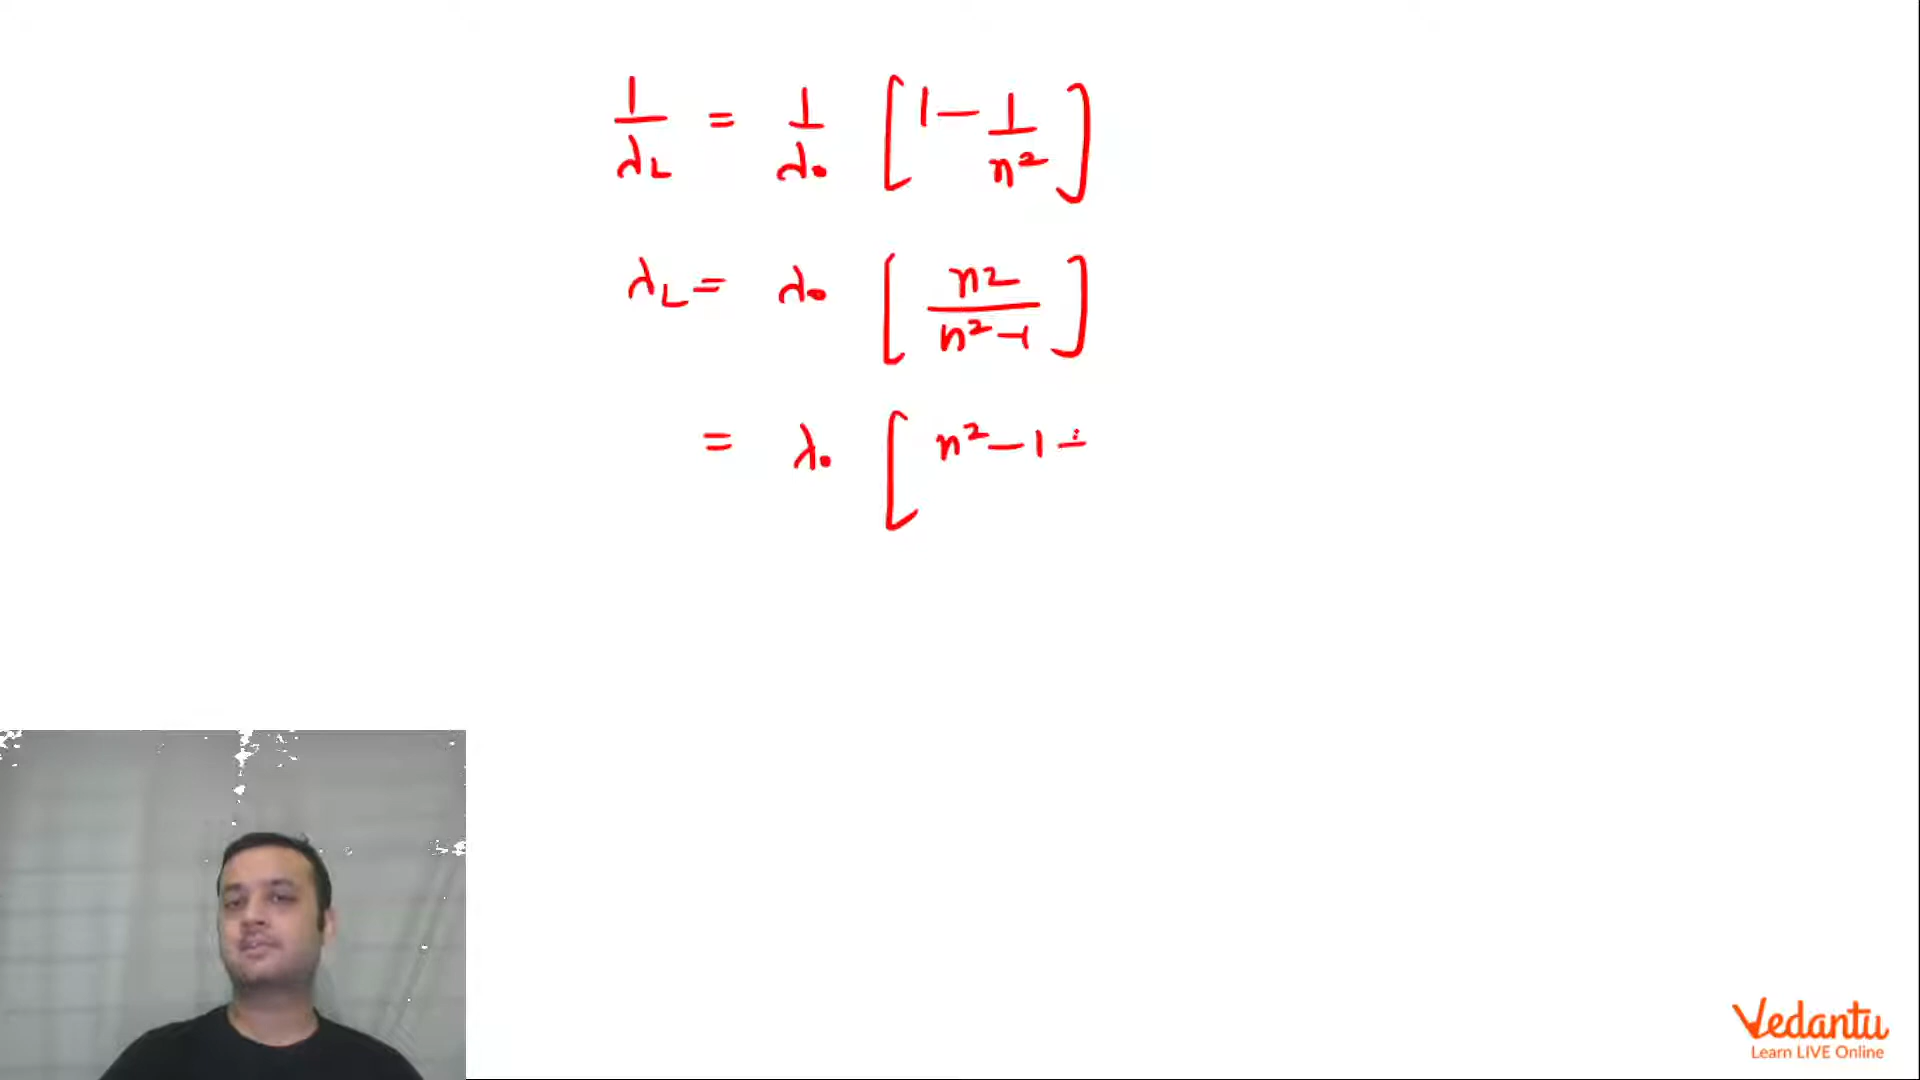 1/λL = 1/λ0 [1 − 1/n²]
λL = λ0 [n2/n²−1]
= λ0 [n²−1+
Vedantu
Learn LIVE Online